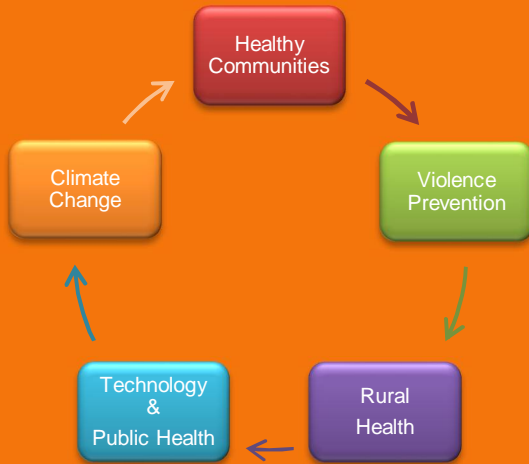 Healthy
Communities
Violence
Prevention
Rural
Health
Technology
&
Public Health
Climate
Change